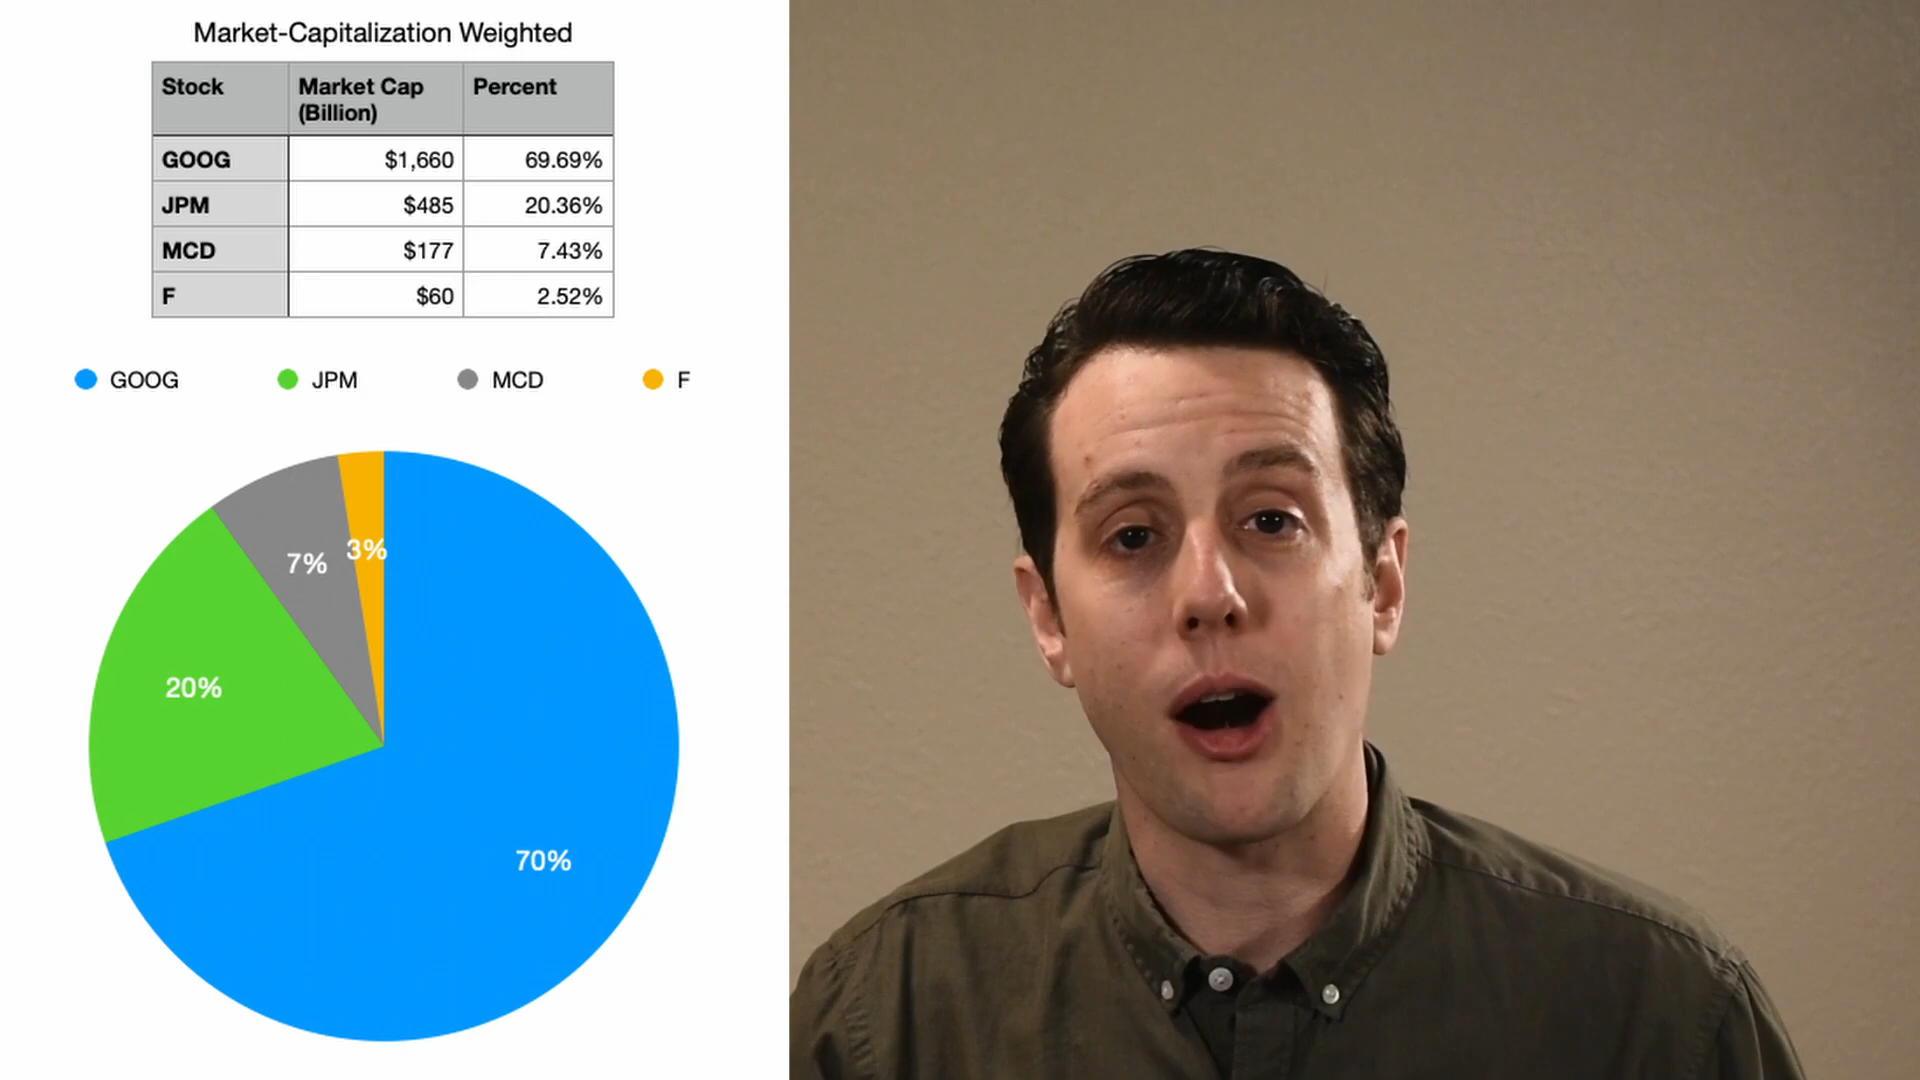 Market-Capitalization Weighted
Stock Market Cap (Billion) Percent
GOOG $1,660 69.69%
JPM $485 20.36%
MCD $177 7.43%
F $60 2.52%
GOOG JPM MCD F
3%
7%
20%
70%